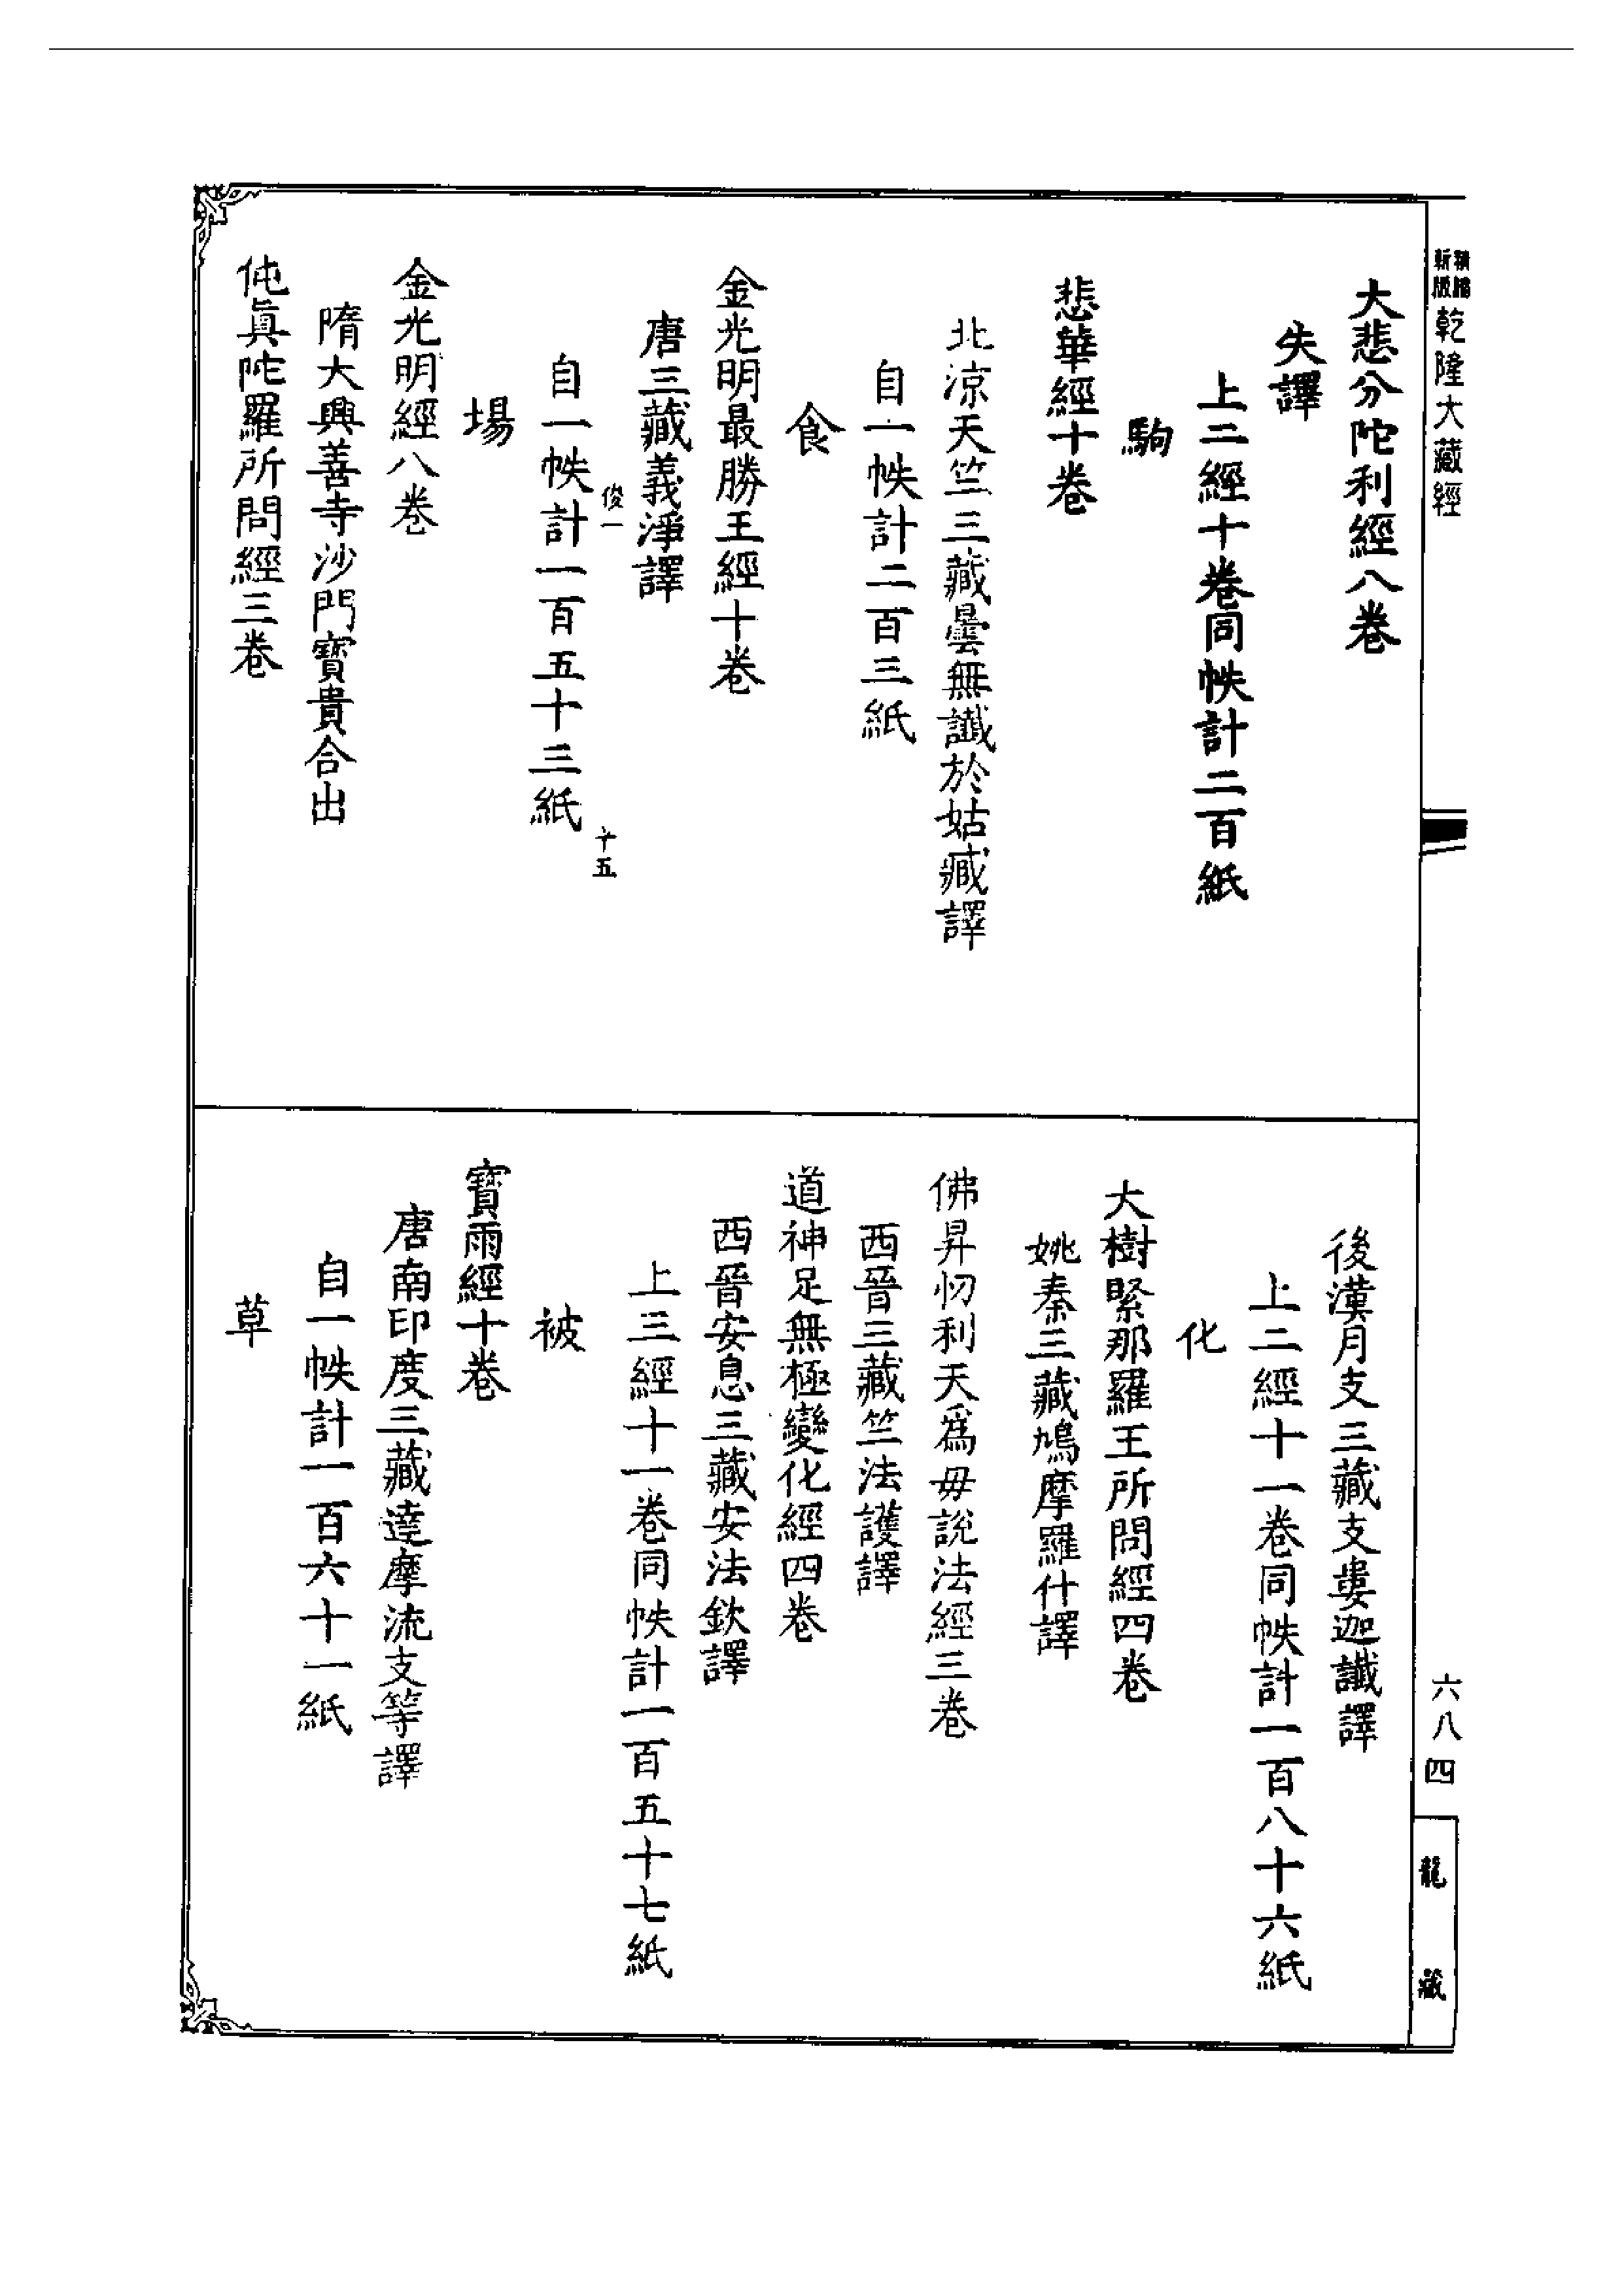 新版精縮 乾隆大藏經
大悲分陀利經八卷
失譯
上二經十卷同帙計二百紙
駒
悲華經十卷
北涼天竺三藏曇無讖於姑臧譯
自一帙計二百三紙
食
金光明最勝王經十卷
唐三藏義淨譯
俊一 十五
自一帙計一百五十三紙
場
金光明經八卷
隋大興善寺沙門寶貴合出
伅眞陀羅所問經三卷
後漢月支三藏支婁迦讖譯
上二經十一卷同帙計一百八十六紙
化
大樹緊那羅王所問經四卷
姚秦三藏鳩摩羅什譯
佛昇忉利天爲毋說法經三卷
西晉三藏竺法護譯
道神足無極變化經四卷
西晉安息三藏安法欽譯
上三經十一卷同帙計一百五十七紙
被
寶雨經十卷
唐南印度三藏達摩流支等譯
自一帙計一百六十一紙
草
六八四
龍藏